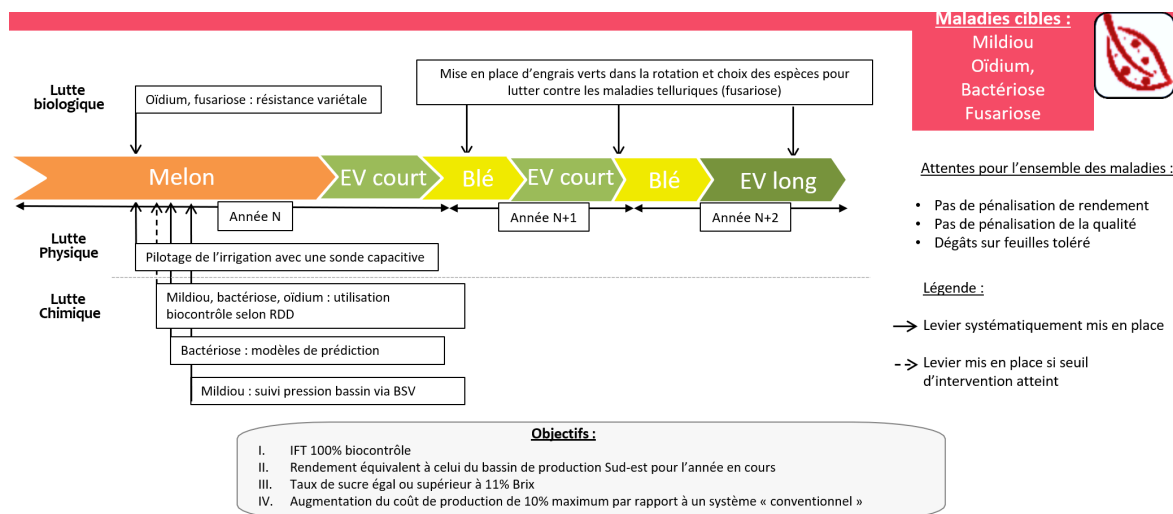 Maladies cibles :
Mildiou
Oïdium,
Bactériose
Fusariose
Lutte
biologique
Oïdium, fusariose : résistance variétale
Mise en place d'engrais verts dans la rotation et choix des espèces pour
lutter contre les maladies telluriques (fusariose)
Melon
EV court
Blé
EV court
Blé
EV long
Année N
Année N+1
Année N+2
Lutte
Physique
Pilotage de l'irrigation avec une sonde capacitive
Lutte
Chimique
Mildiou, bactériose, oïdium : utilisation
biocontrôle selon RDD
Bactériose : modèles de prédiction
Mildiou : suivi pression bassin via BSV
Attentes pour l'ensemble des maladies :
• Pas de pénalisation de rendement
• Pas de pénalisation de la qualité
• Dégâts sur feuilles toléré
Légende :
Levier systématiquement mis en place
Levier mis en place si seuil
d'intervention atteint
Objectifs :
I. IFT 100% biocontrôle
II. Rendement équivalent à celui du bassin de production Sud-est pour l'année en cours
III. Taux de sucre égal ou supérieur à 11% Brix
IV. Augmentation du coût de production de 10% maximum par rapport à un système « conventionnel »